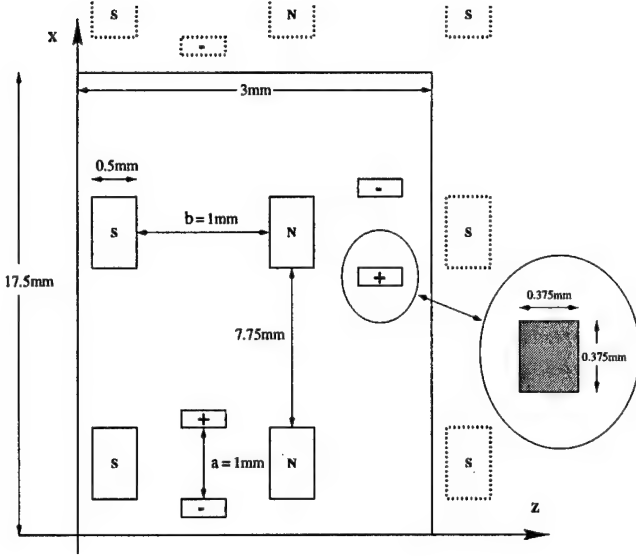 S N S
X
-
3mm
0.5mm
-
S b = 1mm N S
17.5mm
+
0.375mm
7.75mm
0.375mm
+
S a = 1mm N S
-
Z